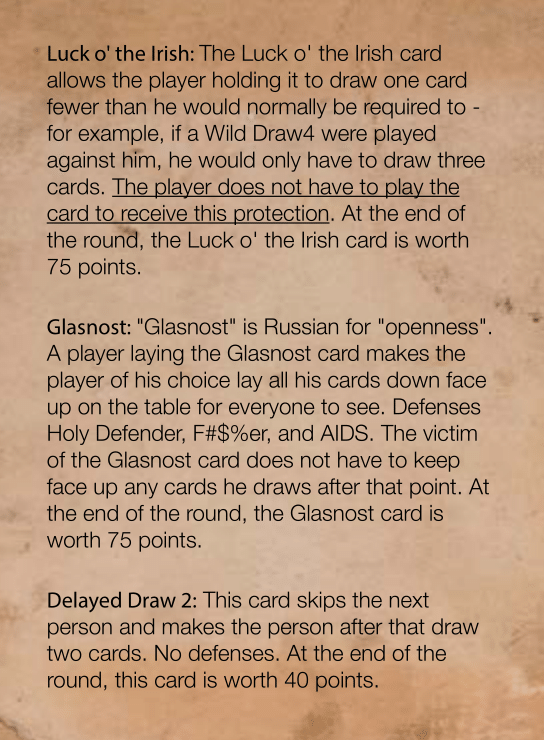 Luck o' the Irish: The Luck o' the Irish card
allows the player holding it to draw one card
fewer than he would normally be required to -
for example, if a Wild Draw4 were played
against him, he would only have to draw three
cards. The player does not have to play the
card to receive this protection. At the end of
the round, the Luck o' the Irish card is worth
75 points.
Glasnost: "Glasnost" is Russian for "openness".
A player laying the Glasnost card makes the
player of his choice lay all his cards down face
up on the table for everyone to see. Defenses
Holy Defender, F#$%er, and AIDS. The victim
of the Glasnost card does not have to keep
face up any cards he draws after that point. At
the end of the round, the Glasnost card is
worth 75 points.
Delayed Draw 2: This card skips the next
person and makes the person after that draw
two cards. No defenses. At the end of the
round, this card is worth 40 points.